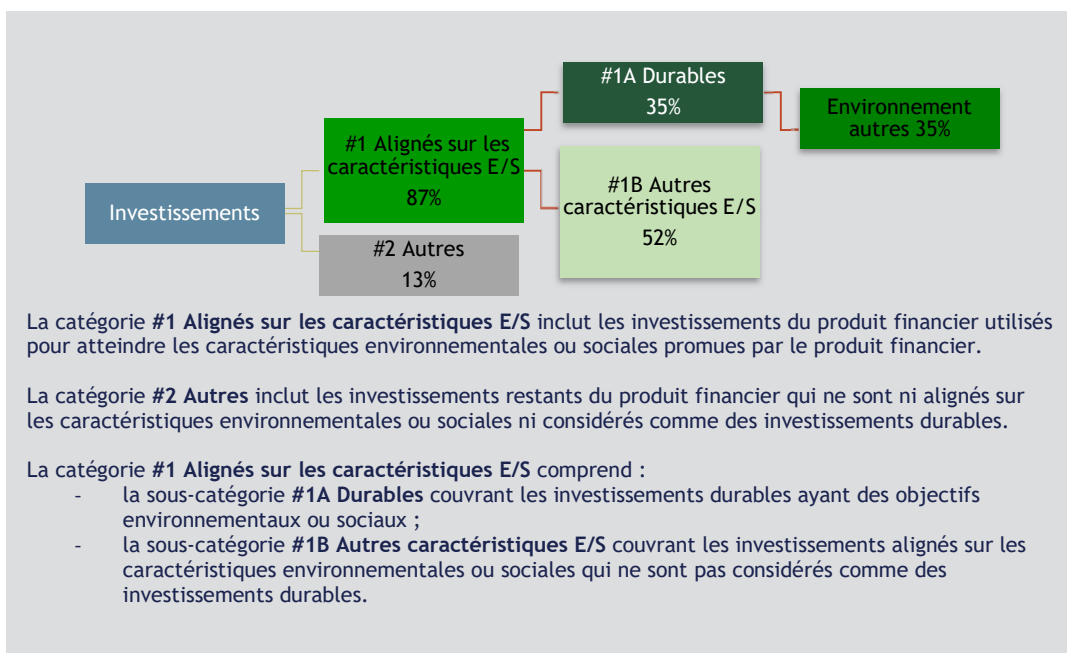 #1A Durables
35%
Environnement
autres 35%
#1 Alignés sur les
caractéristiques E/S
87%
#1B Autres
caractéristiques E/S
52%
Investissements
#2 Autres
13%
La catégorie #1 Alignés sur les caractéristiques E/S inclut les investissements du produit financier utilisés
pour atteindre les caractéristiques environnementales ou sociales promues par le produit financier.
La catégorie #2 Autres inclut les investissements restants du produit financier qui ne sont ni alignés sur
les caractéristiques environnementales ou sociales ni considérés comme des investissements durables.
La catégorie #1 Alignés sur les caractéristiques E/S comprend :
- la sous-catégorie #1A Durables couvrant les investissements durables ayant des objectifs
environnementaux ou sociaux ;
- la sous-catégorie #1B Autres caractéristiques E/S couvrant les investissements alignés sur les
caractéristiques environnementales ou sociales qui ne sont pas considérés comme des
investissements durables.